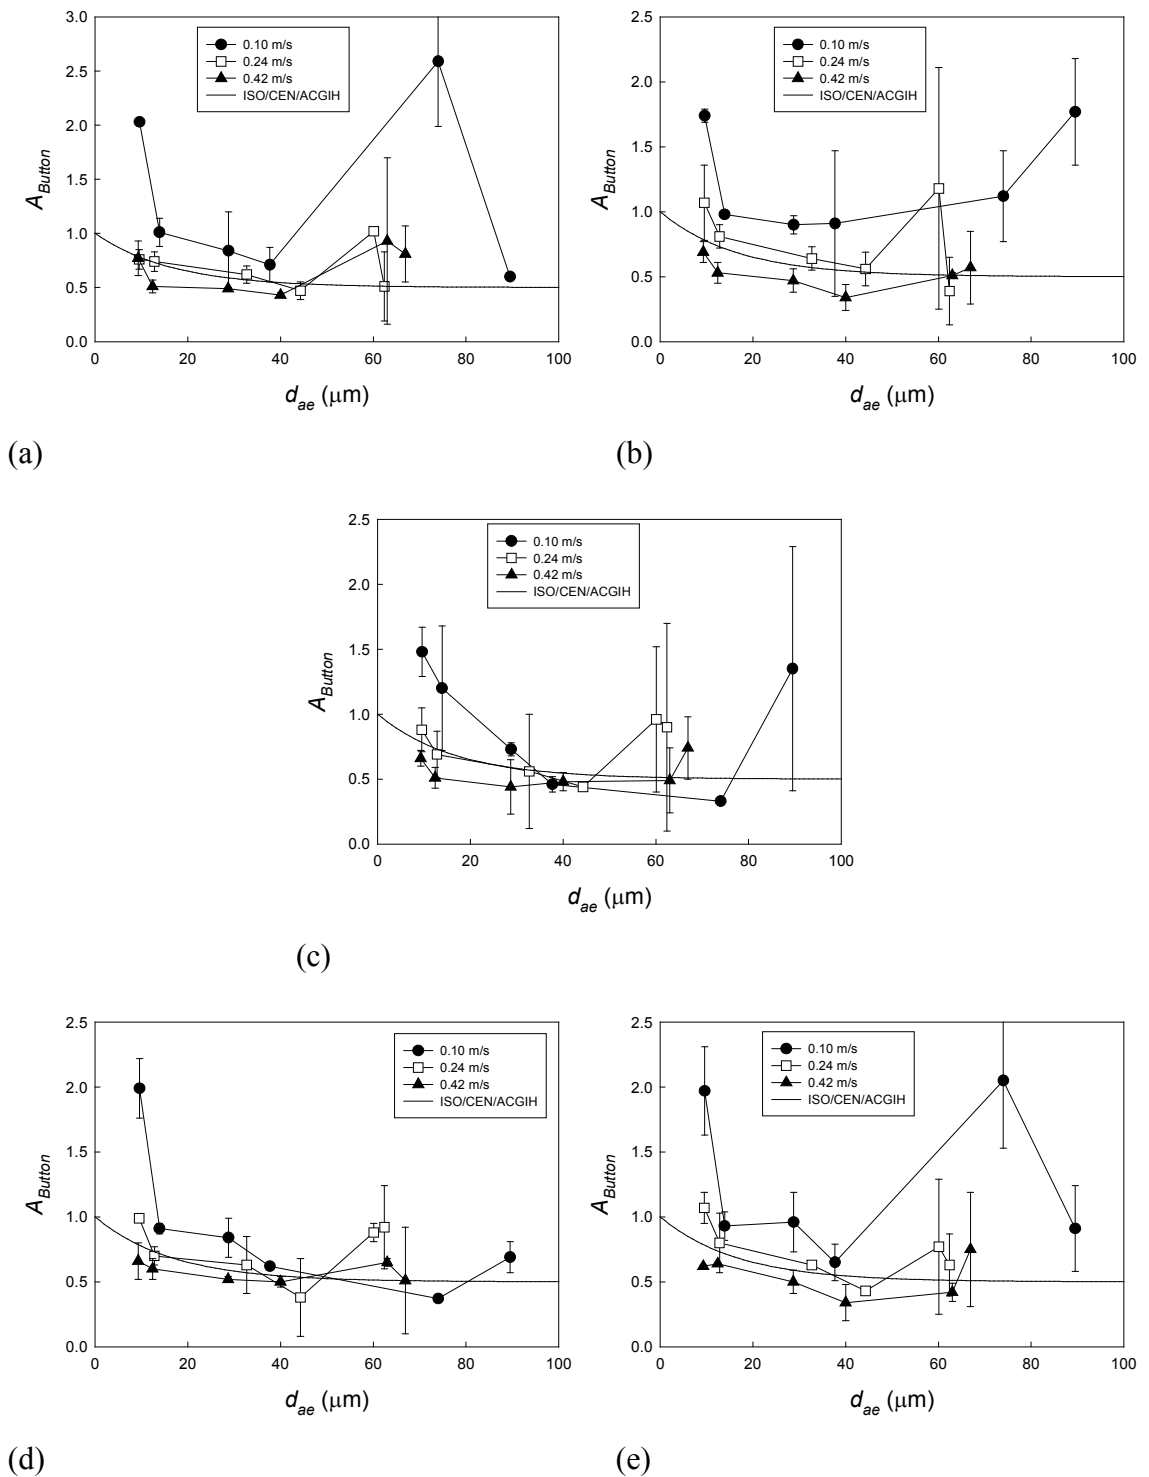 3.0
2.5
2.0
1.5
1.0
0.5
0.0
A_Button
0.10 m/s
0.24 m/s
0.42 m/s
ISO/CEN/ACGIH
0 20 40 60 80 100
d_ae (μm)
(a)
2.5
2.0
1.5
1.0
0.5
0.0
A_Button
0.10 m/s
0.24 m/s
0.42 m/s
ISO/CEN/ACGIH
0 20 40 60 80 100
d_ae (μm)
(b)
2.5
2.0
1.5
1.0
0.5
0.0
A_Button
0.10 m/s
0.24 m/s
0.42 m/s
ISO/CEN/ACGIH
0 20 40 60 80 100
d_ae (μm)
(c)
2.5
2.0
1.5
1.0
0.5
0.0
A_Button
0.10 m/s
0.24 m/s
0.42 m/s
ISO/CEN/ACGIH
0 20 40 60 80 100
d_ae (μm)
(d)
2.5
2.0
1.5
1.0
0.5
0.0
A_Button
0.10 m/s
0.24 m/s
0.42 m/s
ISO/CEN/ACGIH
0 20 40 60 80 100
d_ae (μm)
(e)